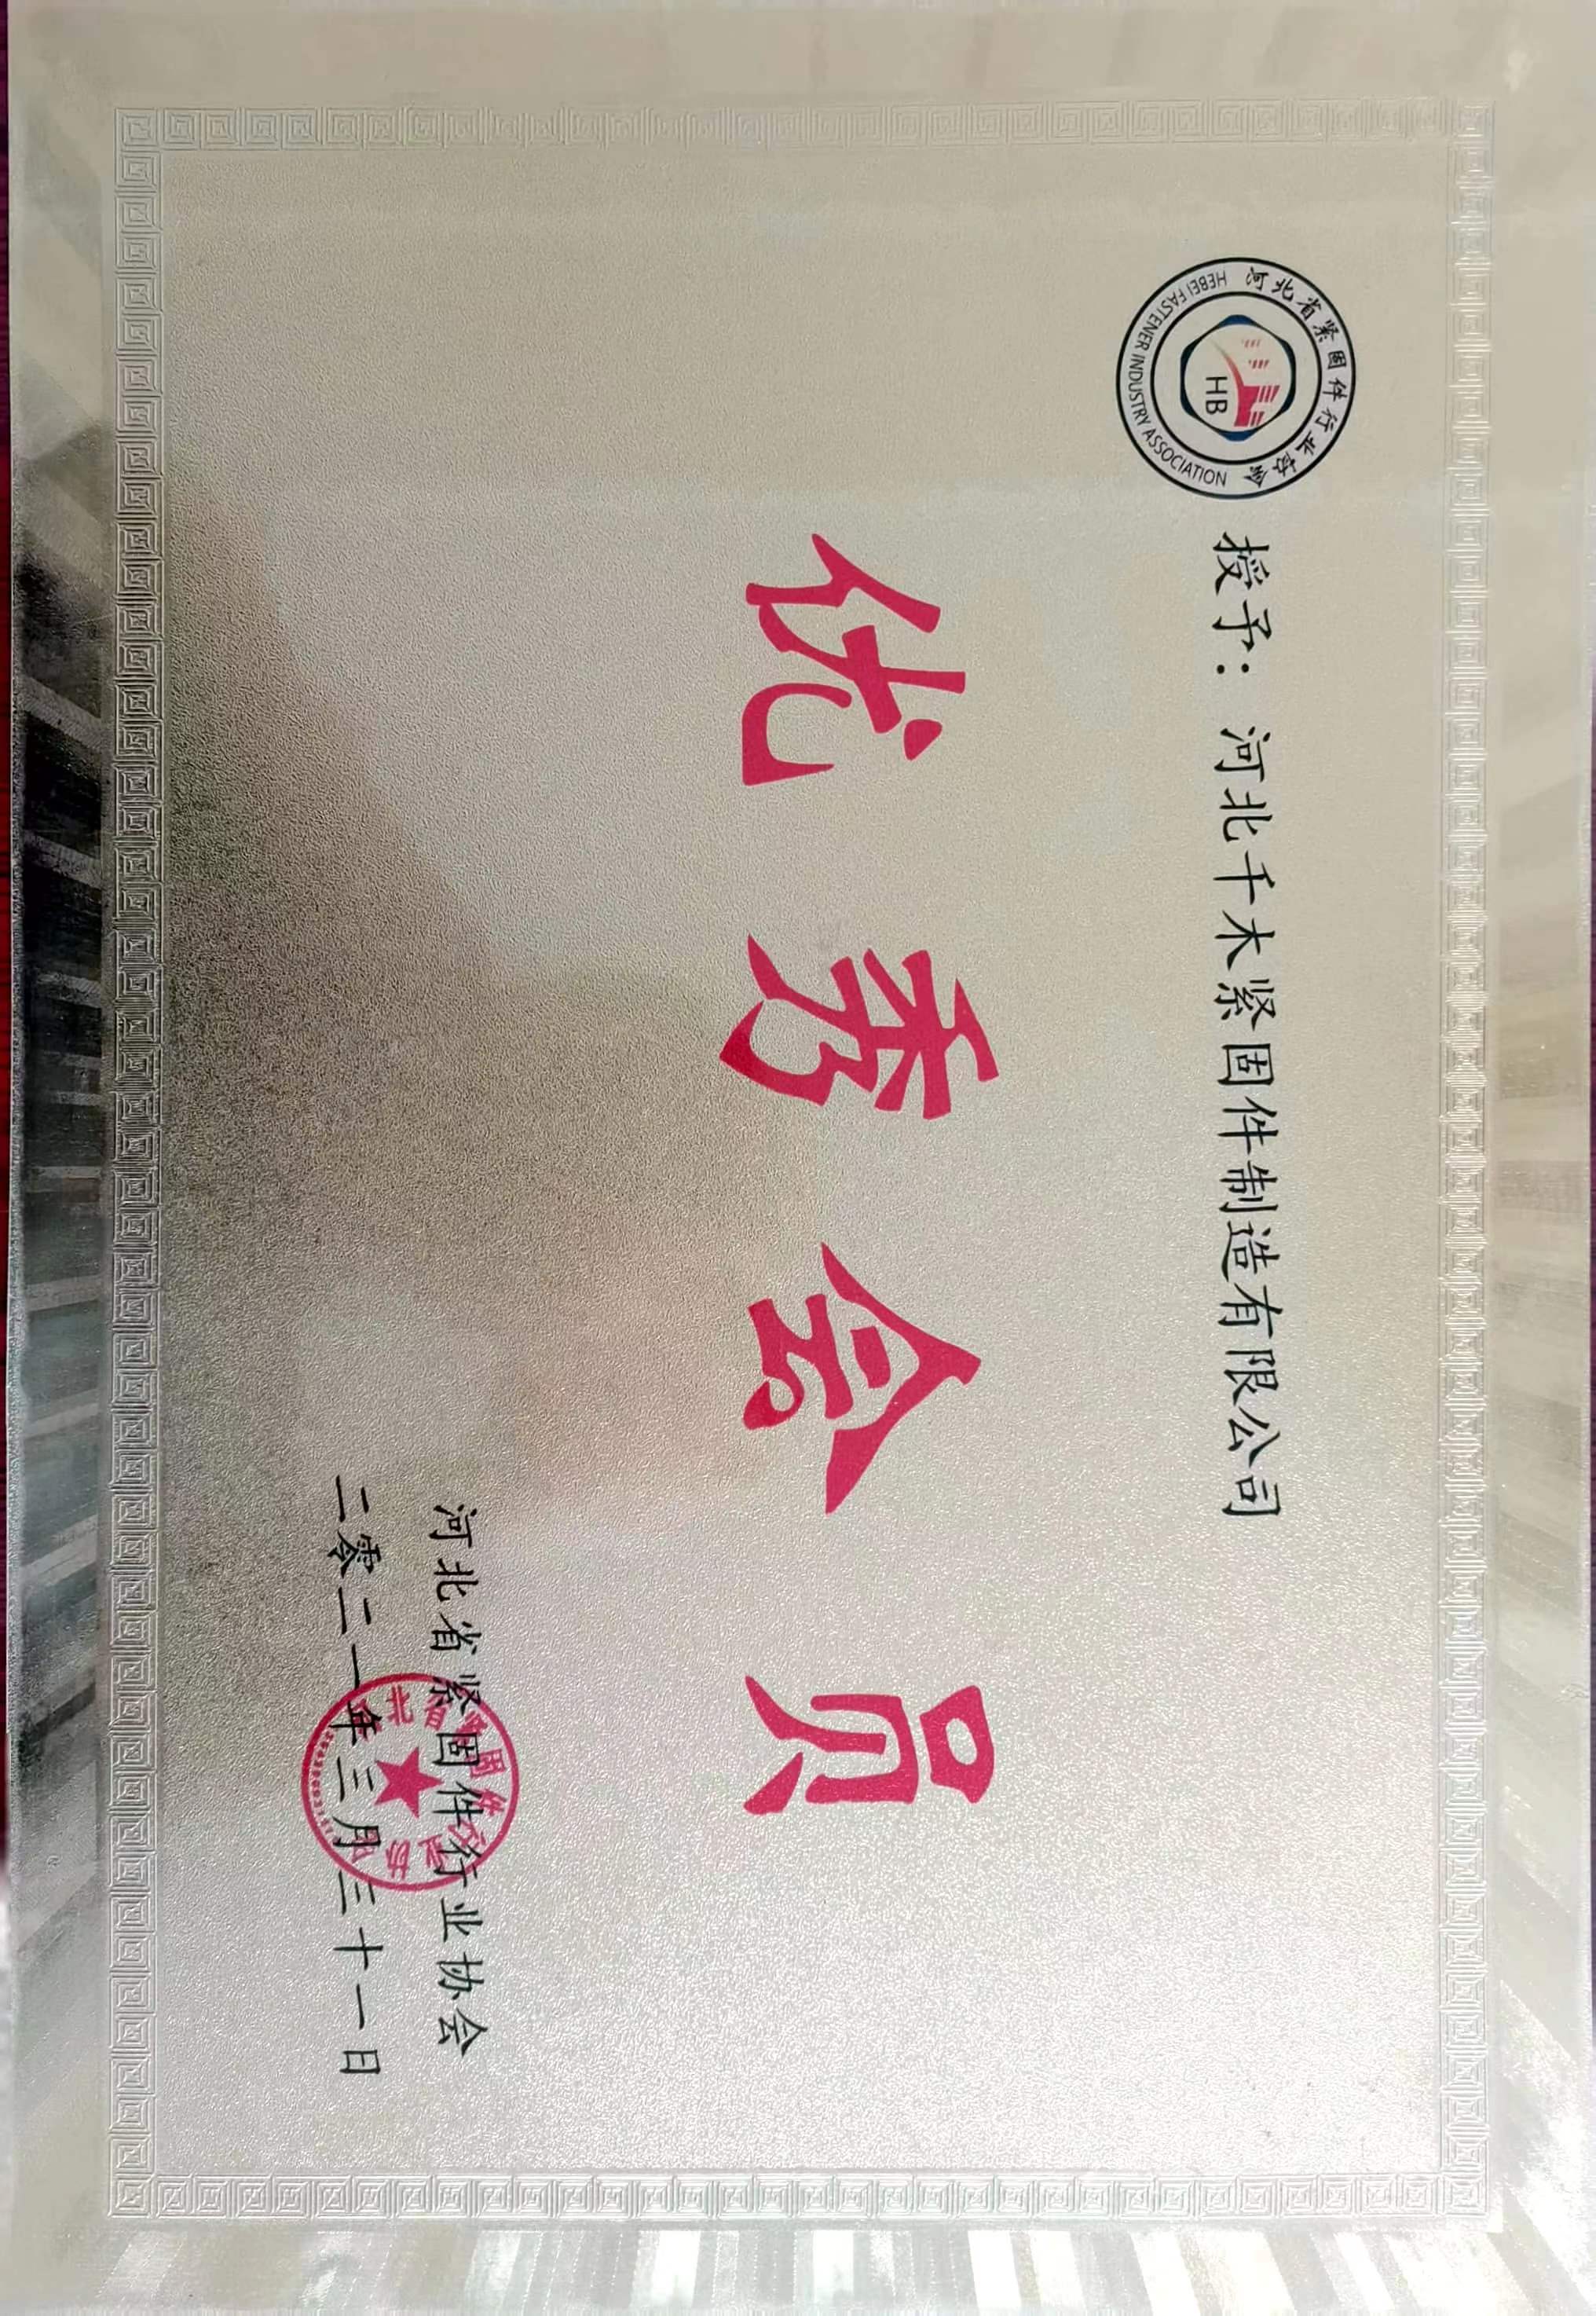 河北省紧固件行业协会
HEBEI FASTENER INDUSTRY ASSOCIATION
HB
授予：河北千木紧固件制造有限公司
优秀会员
河北省紧固件行业协会
二零二一年三月三十一日